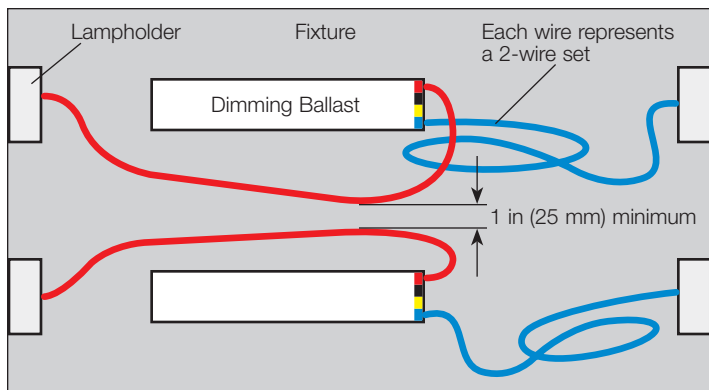 Lampholder
Fixture
Each wire represents
a 2-wire set
Dimming Ballast
1 in (25 mm) minimum